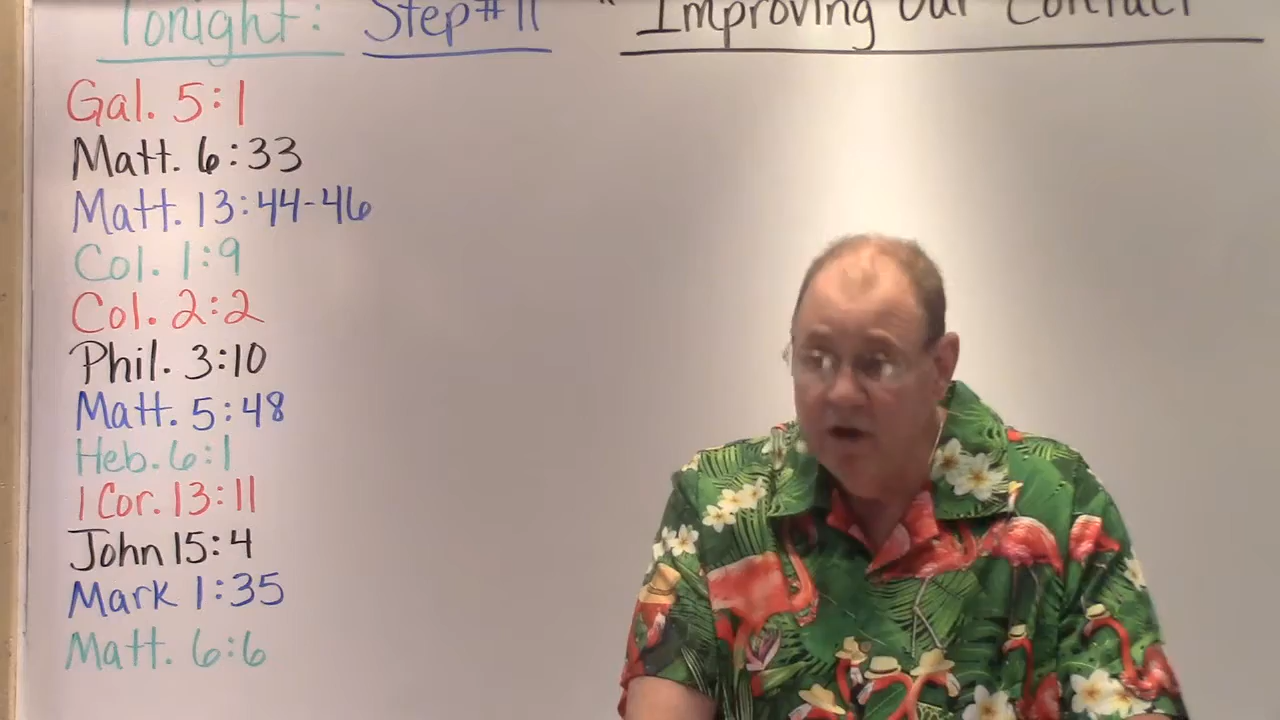 Tonight: Step #11 " Improving Our Contact
Gal. 5:1
Matt. 6:33
Matt. 13:44-46
Col. 1:9
Col. 2:2
Phil. 3:10
Matt. 5:48
Heb. 6:1
1 Cor. 13:11
John 15:4
Mark 1:35
Matt. 6:6